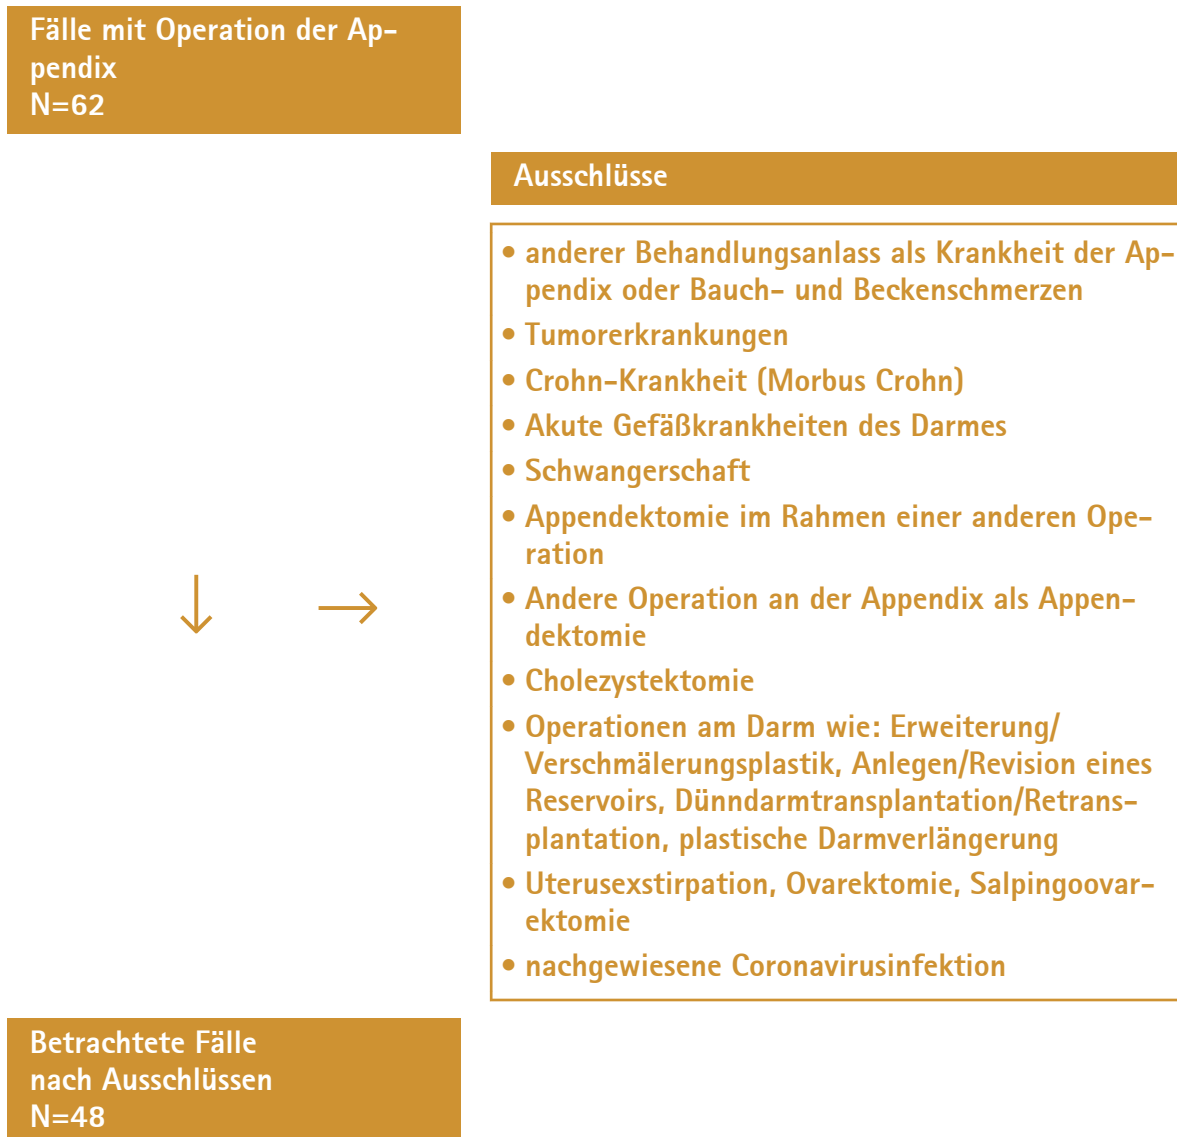 Fälle mit Operation der Ap-
pendix
N=62
Ausschlüsse
• anderer Behandlungsanlass als Krankheit der Ap-
pendix oder Bauch- und Beckenschmerzen
• Tumorerkrankungen
• Crohn-Krankheit (Morbus Crohn)
• Akute Gefäßkrankheiten des Darmes
• Schwangerschaft
• Appendektomie im Rahmen einer anderen Ope-
ration
• Andere Operation an der Appendix als Appen-
dektomie
• Cholezystektomie
• Operationen am Darm wie: Erweiterung/
Verschmälerungsplastik, Anlegen/Revision eines
Reservoirs, Dünndarmtransplantation/Retrans-
plantation, plastische Darmverlängerung
• Uterusexstirpation, Ovarektomie, Salpingoovar-
ektomie
• nachgewiesene Coronavirusinfektion
Betrachtete Fälle
nach Ausschlüssen
N=48